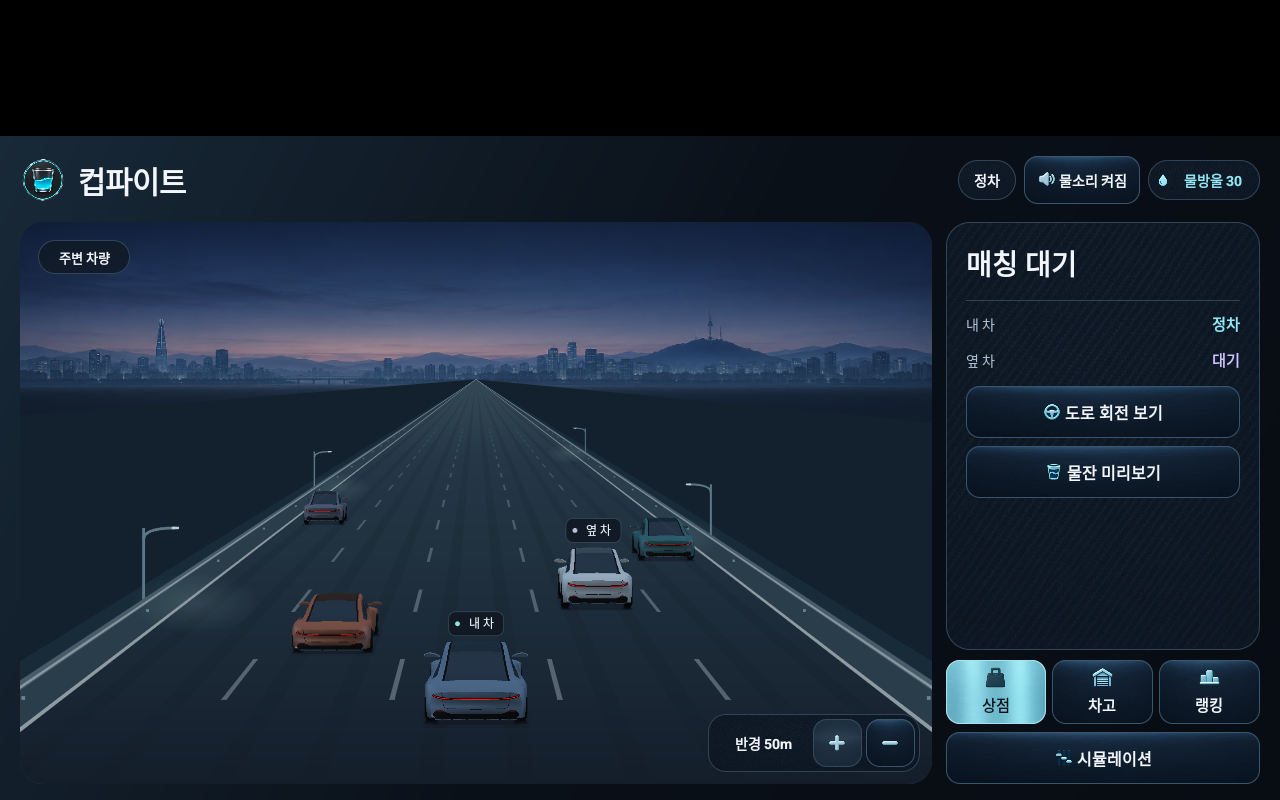 컵파이트
정차
물소리 켜짐
물방울 30
주변 차량
매칭 대기
내 차
정차
옆 차
대기
도로 회전 보기
물잔 미리보기
옆 차
내 차
반경 50m
+
−
상점
차고
랭킹
시뮬레이션